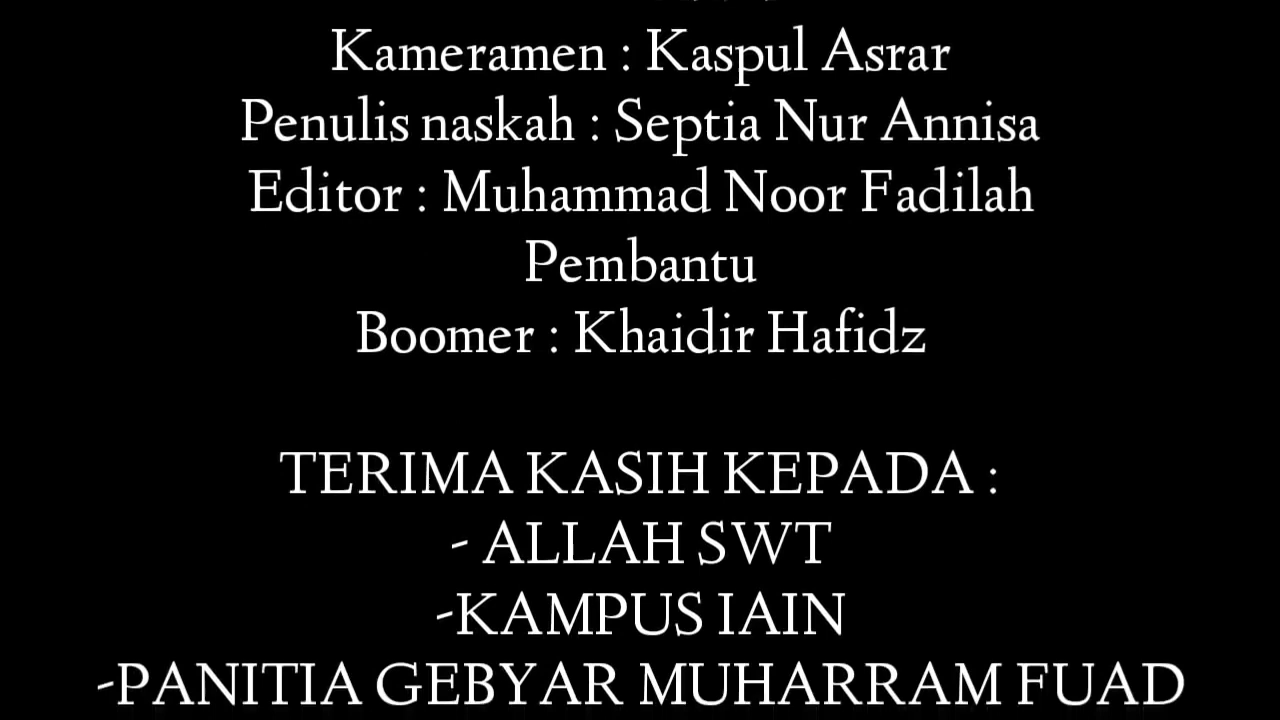 Kameramen : Kaspul Asrar
Penulis naskah : Septia Nur Annisa
Editor : Muhammad Noor Fadilah
Pembantu
Boomer : Khaidir Hafidz
TERIMA KASIH KEPADA :
- ALLAH SWT
-KAMPUS IAIN
-PANITIA GEBYAR MUHARRAM FUAD